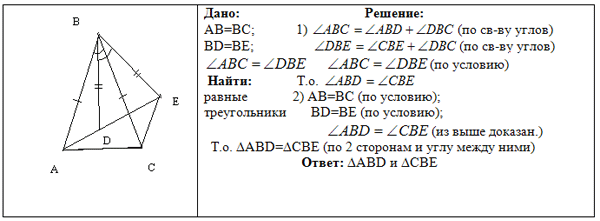 B
E
D
A
C
Дано: Решение:
AB=BC; 1) ∠ABC = ∠ABD + ∠DBC (по св-ву углов)
BD=BE; ∠DBE = ∠CBE + ∠DBC (по св-ву углов)
∠ABC = ∠DBE ∠ABC = ∠DBE (по условию)
Найти: Т.о. ∠ABD = ∠CBE
равные 2) AB=BC (по условию);
треугольники BD=BE (по условию);
∠ABD = ∠CBE (из выше доказан.)
Т.о. ΔABD=ΔCBE (по 2 сторонам и углу между ними)
Ответ: ΔABD и ΔCBE